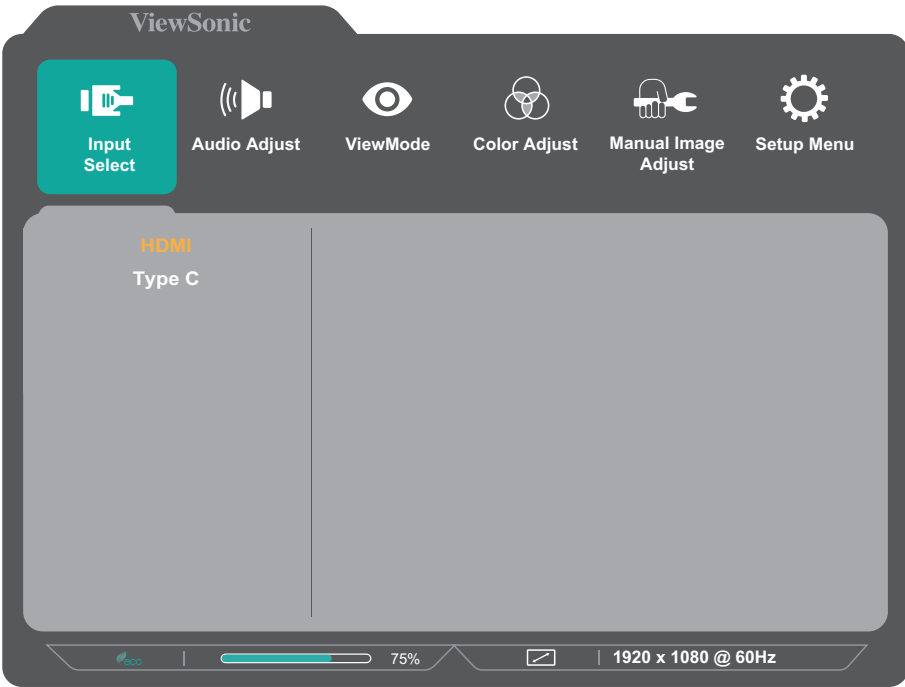 ViewSonic
Input
Select
Audio Adjust
ViewMode
Color Adjust
Manual Image
Adjust
Setup Menu
HDMI
Type C
eco
75%
1920 x 1080 @ 60Hz